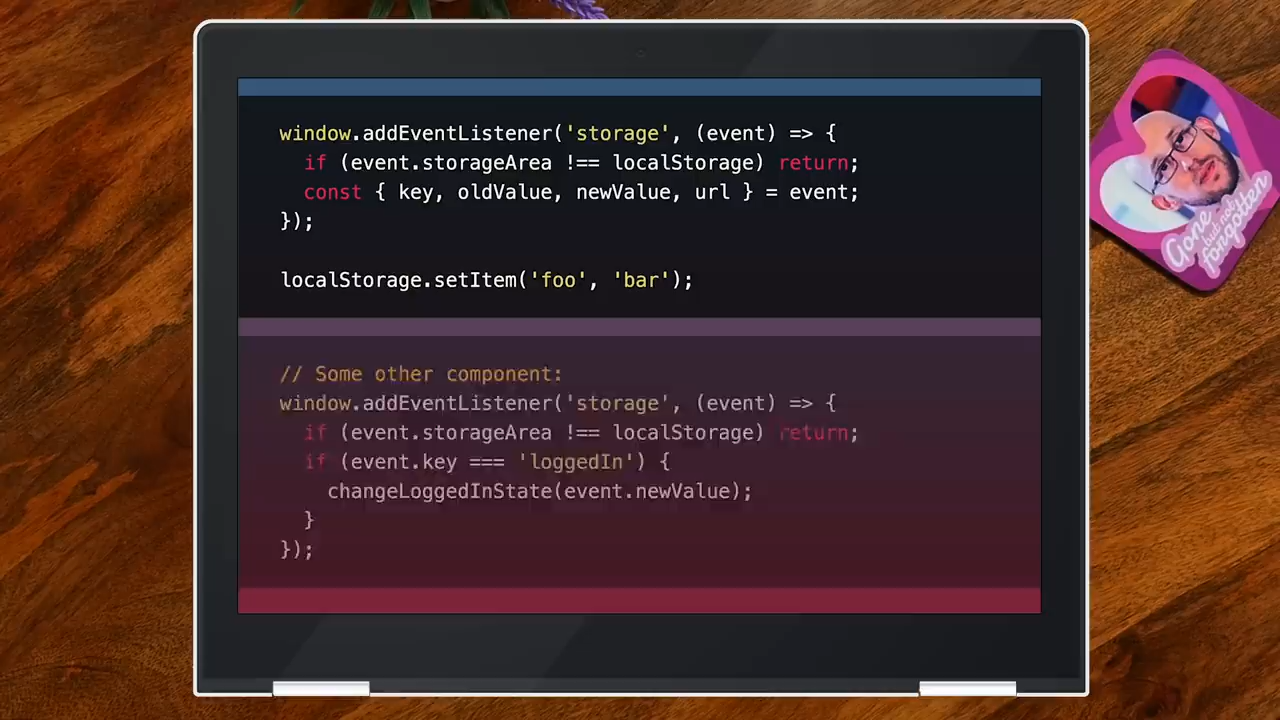 window.addEventListener('storage', (event) => {
  if (event.storageArea !== localStorage) return;
  const { key, oldValue, newValue, url } = event;
});

localStorage.setItem('foo', 'bar');

// Some other component:
window.addEventListener('storage', (event) => {
  if (event.storageArea !== localStorage) return;
  if (event.key === 'loggedIn') {
    changeLoggedInState(event.newValue);
  }
});
Gone
but not
forgotten